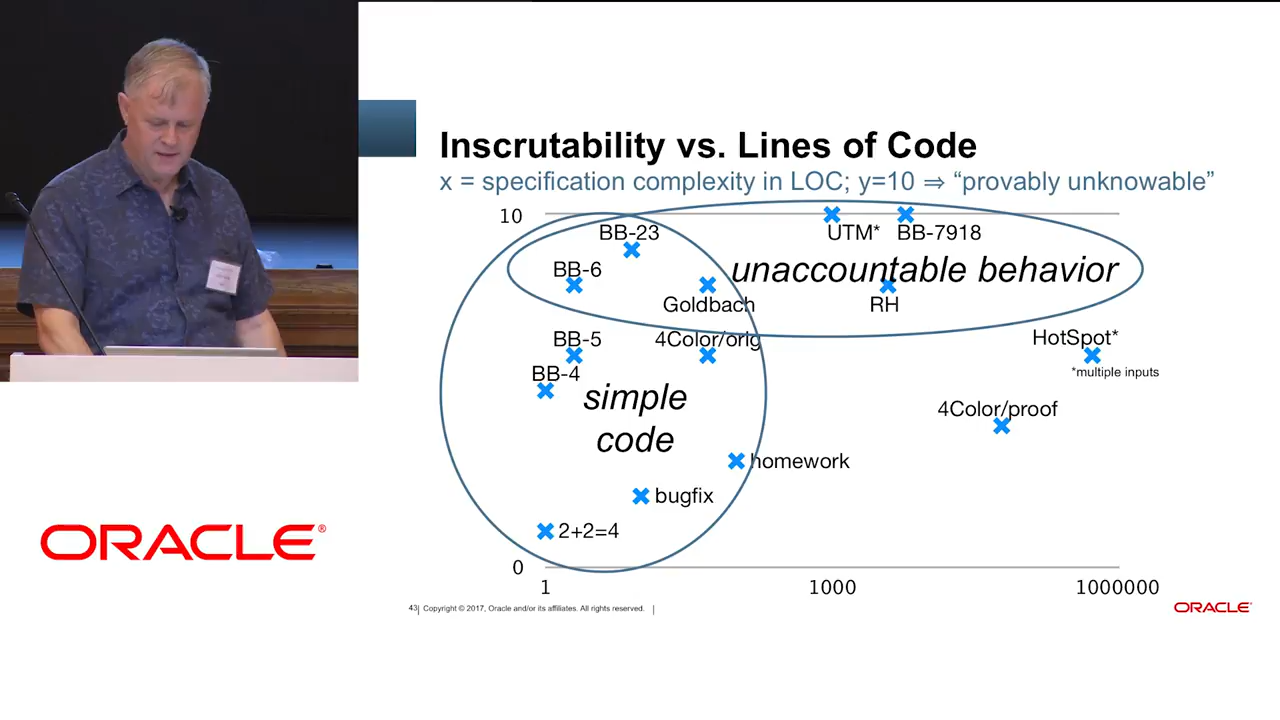 Inscrutability vs. Lines of Code
x = specification complexity in LOC; y=10 ⇒ “provably unknowable”
10
BB-23
UTM*
BB-7918
BB-6
unaccountable behavior
Goldbach
RH
BB-5
4Color/orig
HotSpot*
*multiple inputs
BB-4
simple
code
4Color/proof
homework
bugfix
2+2=4
0
1
1000
1000000
43| Copyright © 2017, Oracle and/or its affiliates. All rights reserved. |
ORACLE®
ORACLE®